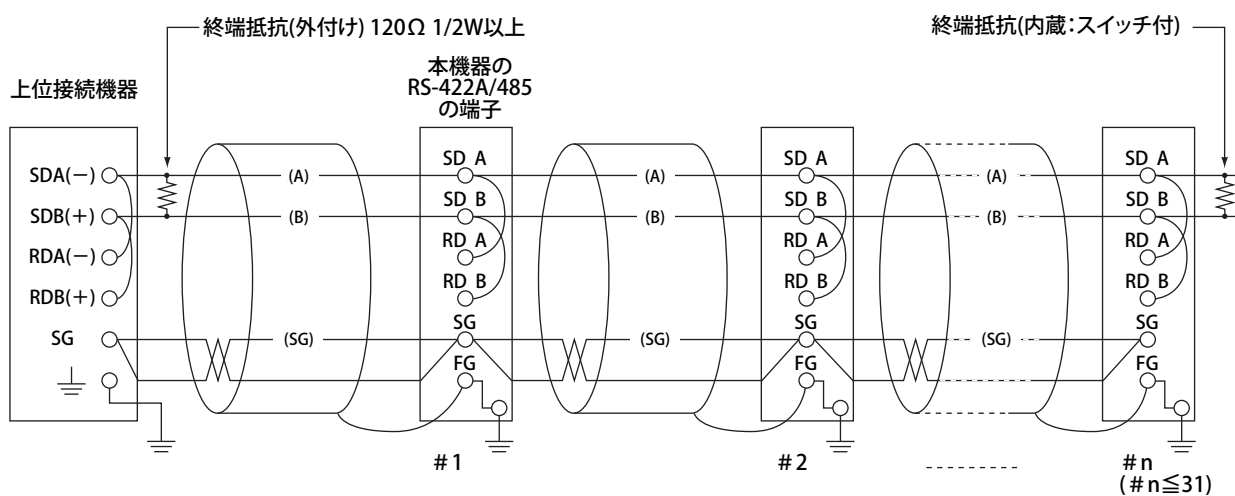 終端抵抗(外付け) 120Ω 1/2W以上
終端抵抗(内蔵:スイッチ付)
上位接続機器
本機器の
RS-422A/485
の端子
SDA(－)
SDB(+)
RDA(－)
RDB(+)
SG
(A)
(B)
(SG)
SD A
SD B
RD A
RD B
SG
FG
#1
(A)
(B)
(SG)
SD A
SD B
RD A
RD B
SG
FG
#2
(A)
(B)
(SG)
SD A
SD B
RD A
RD B
SG
FG
#n
(#n≦31)